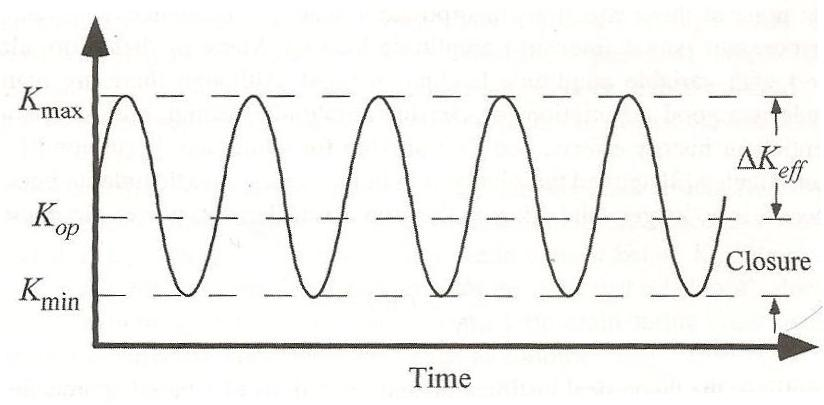 K_max
ΔK_eff
K_op
Closure
K_min
Time